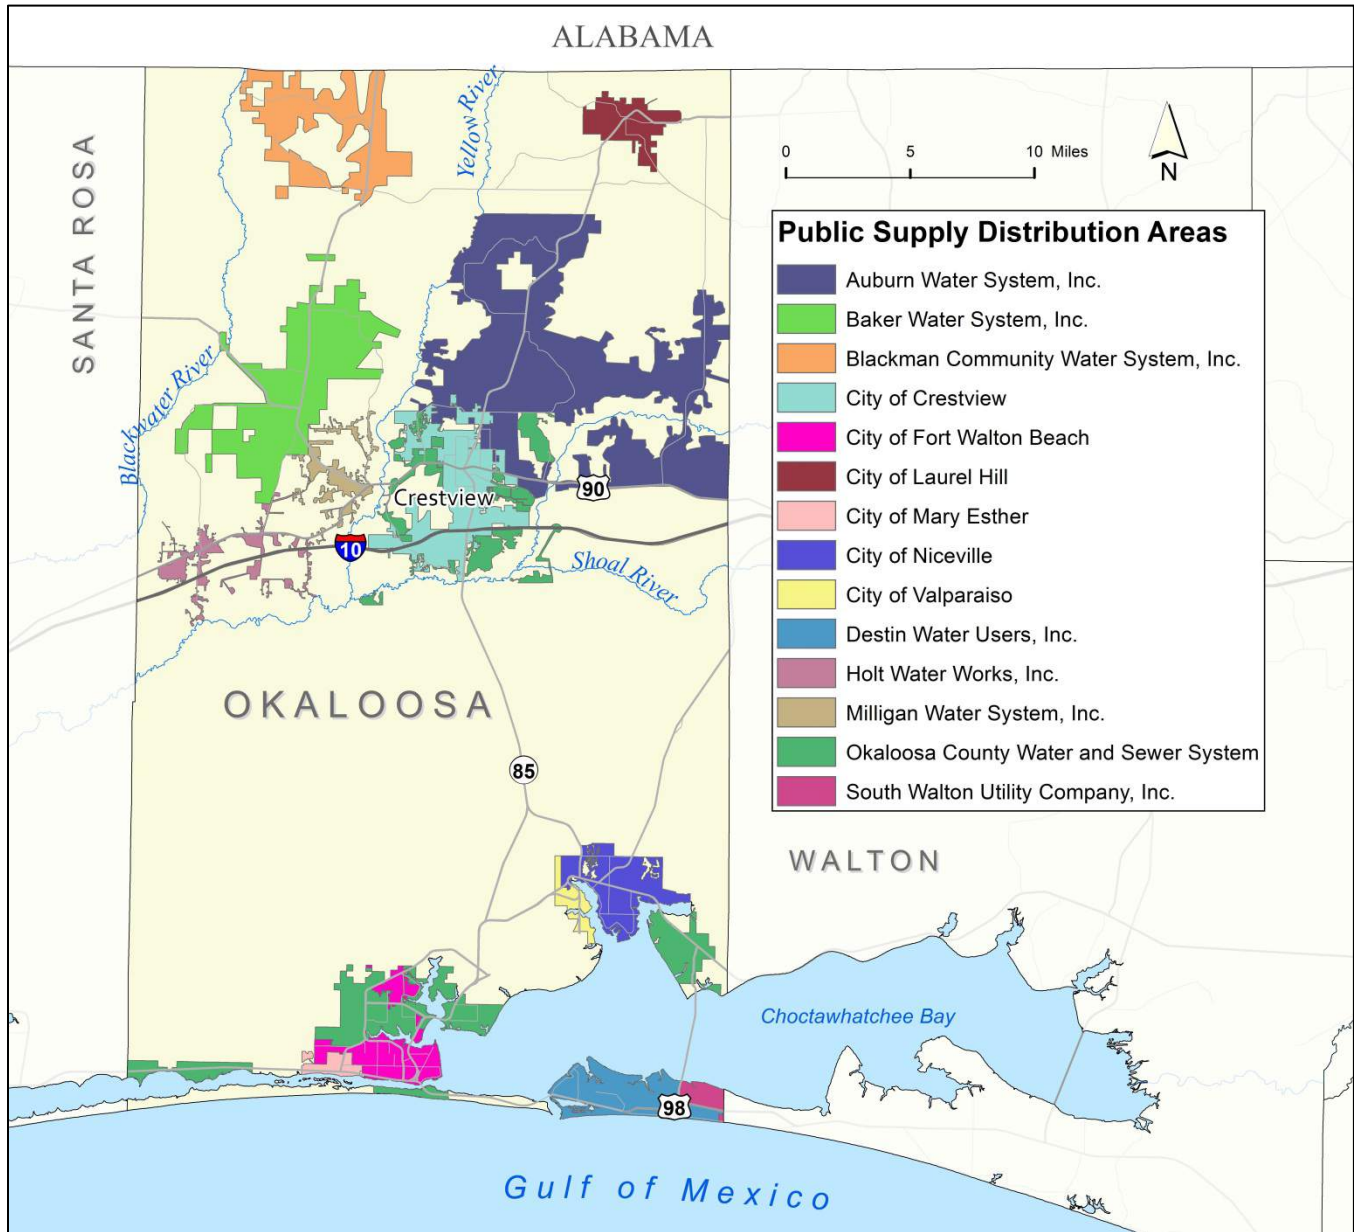 ALABAMA
SANTA ROSA
Yellow River
0 5 10 Miles
N
Public Supply Distribution Areas
Auburn Water System, Inc.
Baker Water System, Inc.
Blackman Community Water System, Inc.
City of Crestview
City of Fort Walton Beach
City of Laurel Hill
City of Mary Esther
City of Niceville
City of Valparaiso
Destin Water Users, Inc.
Holt Water Works, Inc.
Milligan Water System, Inc.
Okaloosa County Water and Sewer System
South Walton Utility Company, Inc.
Blackwater River
Crestview
90
10
Shoal River
OKALOOSA
85
WALTON
Choctawhatchee Bay
98
Gulf of Mexico